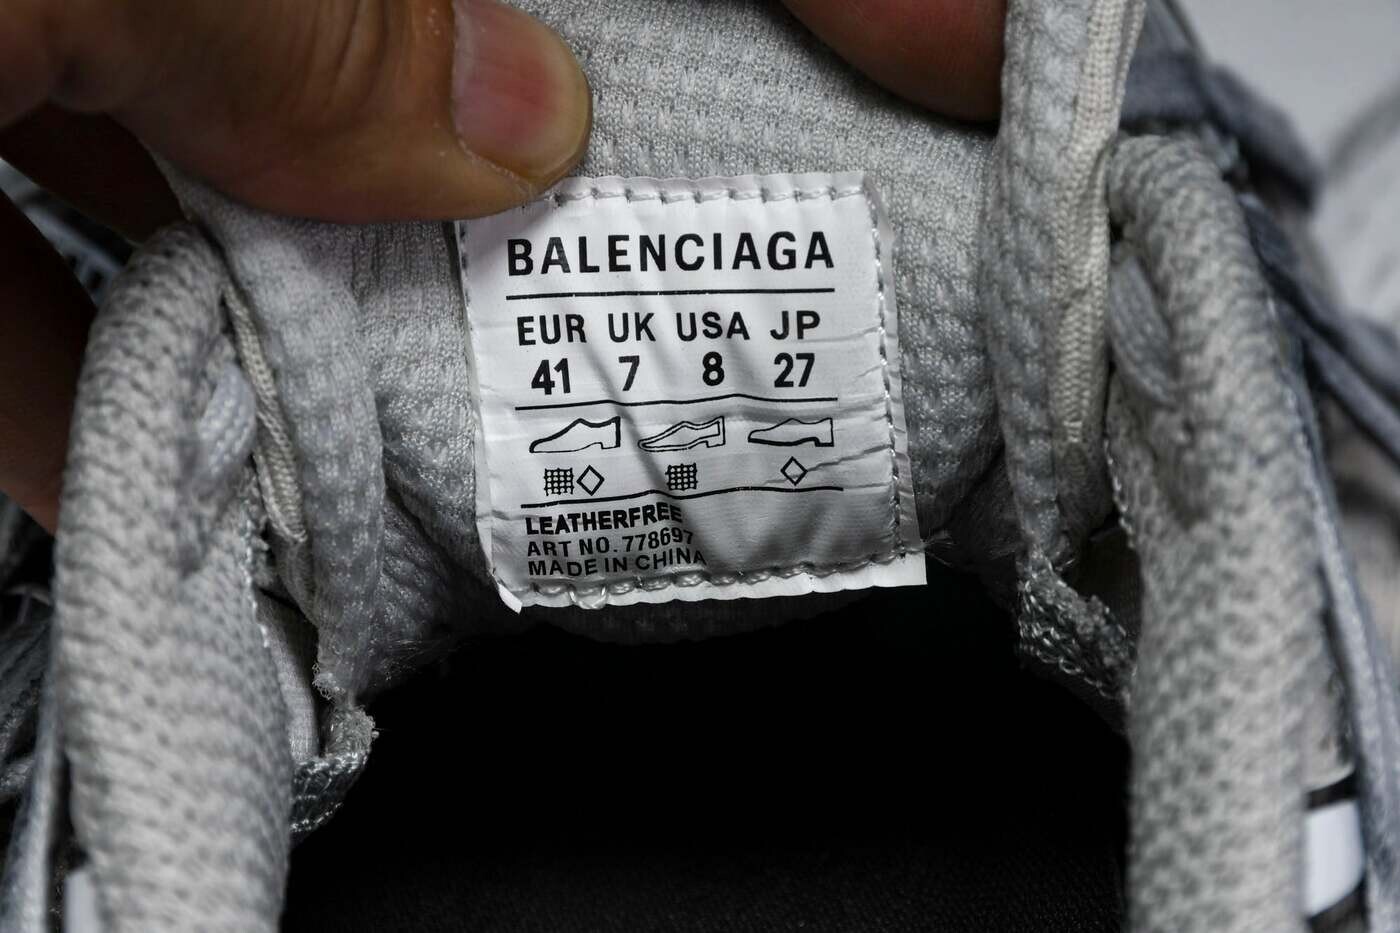 BALENCIAGA
EUR UK USA JP
41 7 8 27
LEATHERFREE
ART NO. 778697
MADE IN CHINA